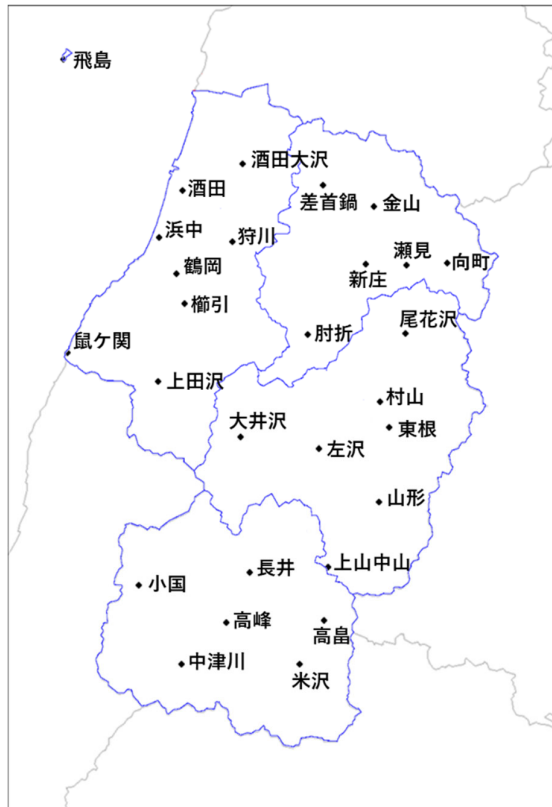 飛島
酒田大沢
酒田
差首鍋
金山
浜中
狩川
瀬見
向町
鶴岡
新庄
櫛引
鼠ケ関
肘折
尾花沢
上田沢
村山
大井沢
東根
左沢
山形
上山中山
長井
小国
高峰
高畠
中津川
米沢